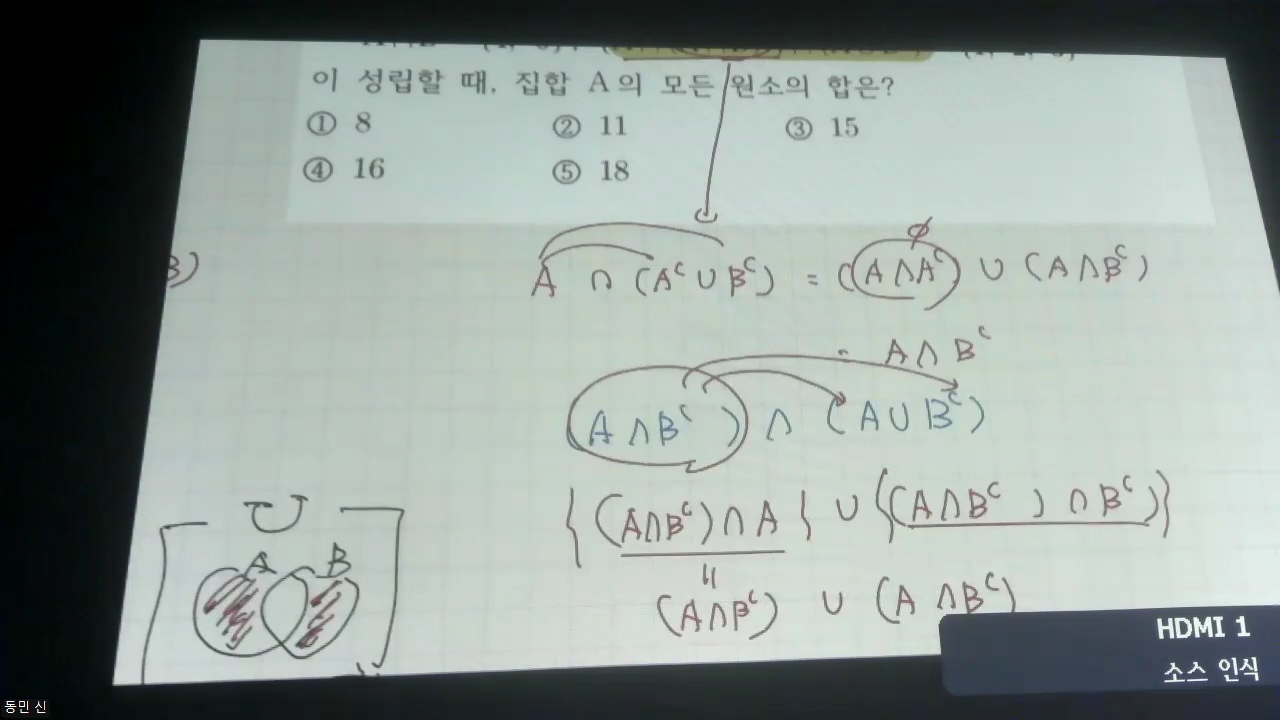 이 성립할 때, 집합 A의 모든 원소의 합은?
① 8 ② 11 ③ 15
④ 16 ⑤ 18
B)
∅
A ∩ (Aᶜ ∪ Bᶜ) = (A ∩ Aᶜ) ∪ (A ∩ Bᶜ)
= A ∩ Bᶜ
(A ∩ Bᶜ) ∩ (A ∪ Bᶜ)
{(A ∩ Bᶜ) ∩ A} ∪ {(A ∩ Bᶜ) ∩ Bᶜ}
(A ∩ Bᶜ) ∪ (A ∩ Bᶜ)
U
A B
HDMI 1
소스 인식
동민 신